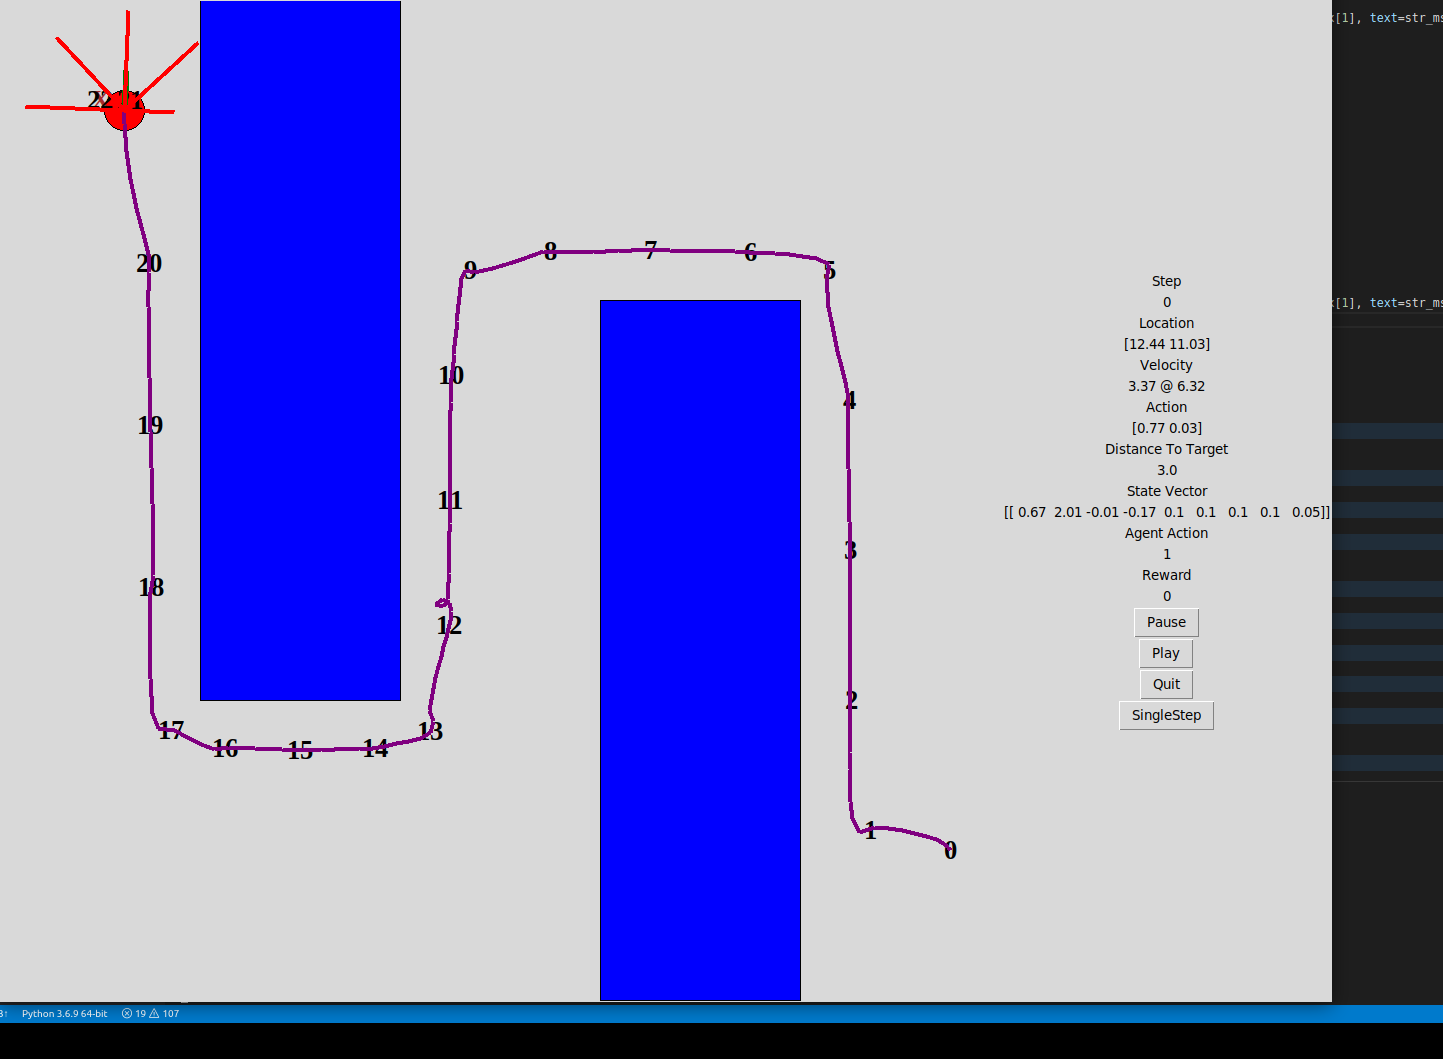 [1], text=str_ms
22 21
20
19
18
17
16
15
14
13
12
11
10
9
8
7
6
5
4
3
2
1
0
Step
0
Location
[12.44 11.03]
Velocity
3.37 @ 6.32
Action
[0.77 0.03]
Distance To Target
3.0
State Vector
[[ 0.67 2.01 -0.01 -0.17 0.1 0.1 0.1 0.1 0.05]]
Agent Action
1
Reward
0
Pause
Play
Quit
SingleStep
[1], text=str_ms
Python 3.6.9 64-bit 19 107